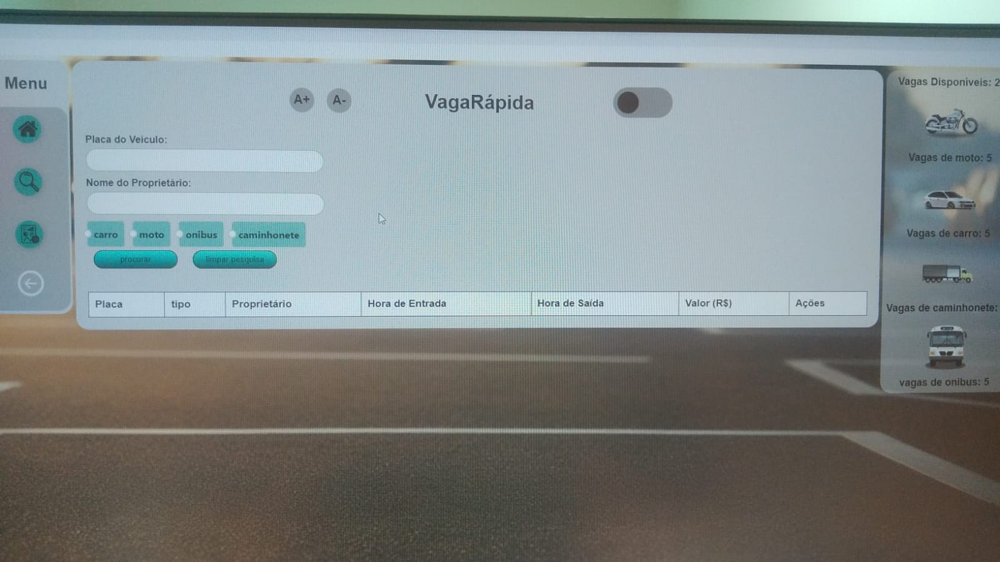 Menu
A+ A-
VagaRápida
Placa do Veiculo:
Nome do Proprietário:
carro moto onibus caminhonete
procurar limpar pesquisa
Placa tipo Proprietário Hora de Entrada Hora de Saída Valor (R$) Ações
Vagas Disponiveis: 2
Vagas de moto: 5
Vagas de carro: 5
Vagas de caminhonete:
vagas de onibus: 5